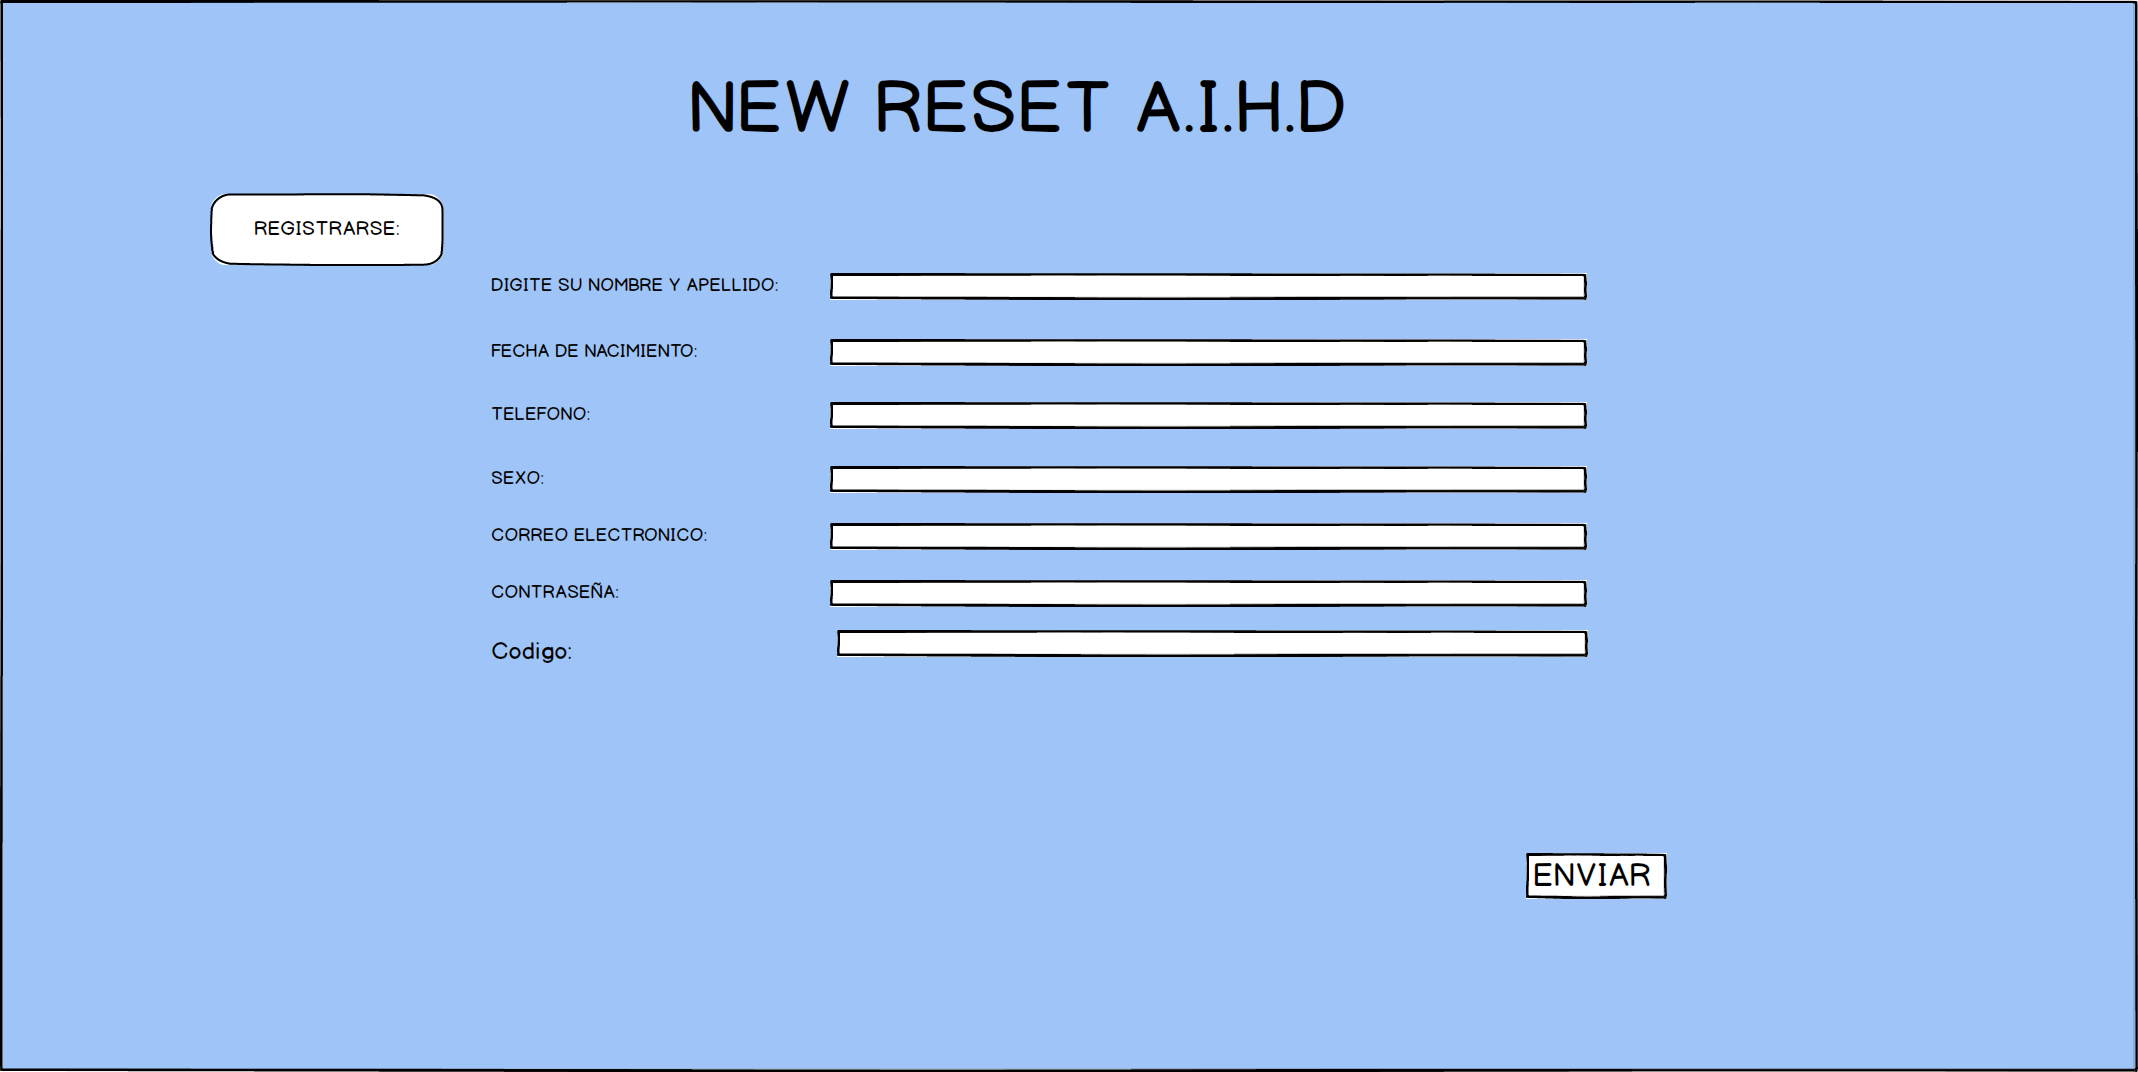 NEW RESET A.I.H.D
REGISTRARSE:
DIGITE SU NOMBRE Y APELLIDO:
FECHA DE NACIMIENTO:
TELEFONO:
SEXO:
CORREO ELECTRONICO:
CONTRASEÑA:
Codigo:
ENVIAR